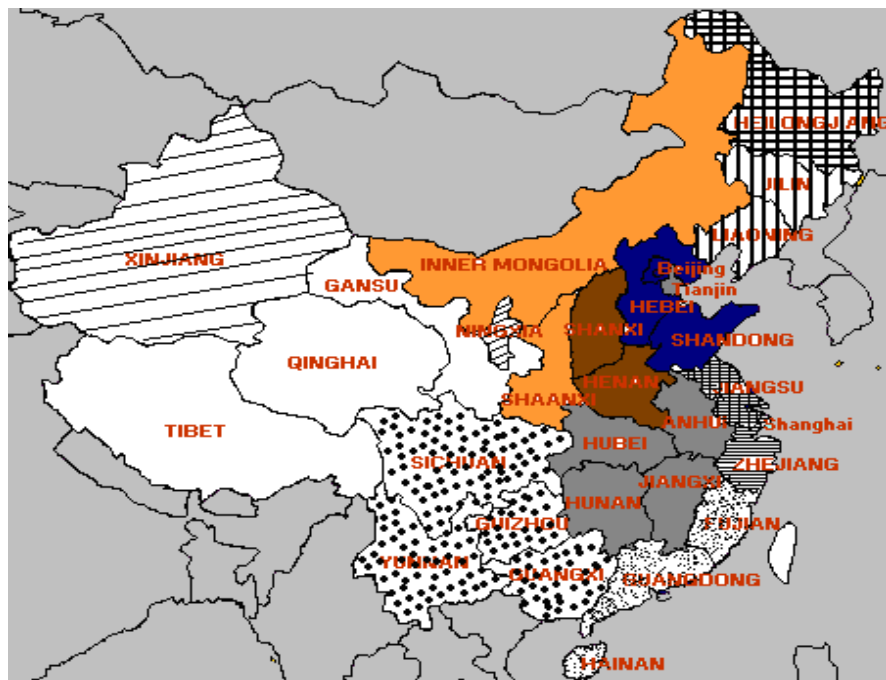 HEILONGJIANG
JILIN
LIAONING
XINJIANG
INNER MONGOLIA
Beijing
GANSU
Tianjin
HEBEI
NINGXIA
SHANXI
SHANDONG
QINGHAI
HENAN
JIANGSU
SHAANXI
ANHUI
Shanghai
TIBET
HUBEI
SICHUAN
ZHEJIANG
JIANGXI
HUNAN
GUIZHOU
FUJIAN
YUNNAN
GUANGXI
GUANGDONG
HAINAN